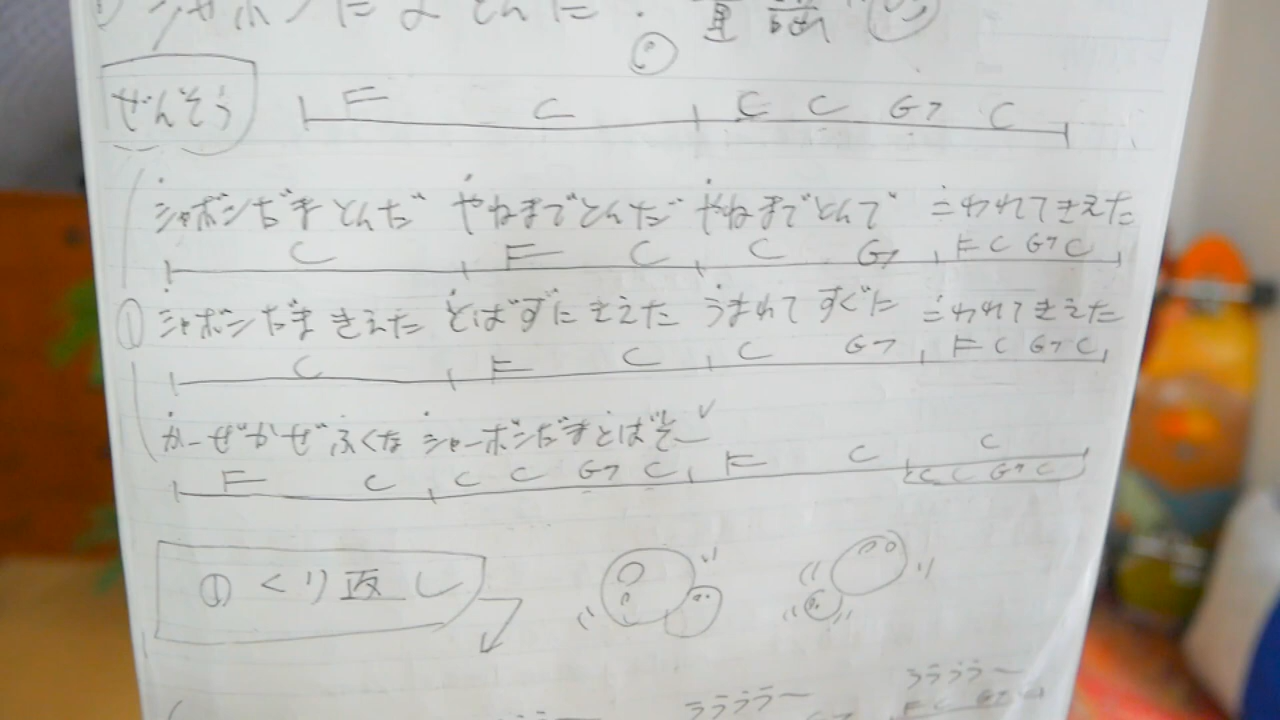 ぜんそう F C C C G7 C
シャボンだま とんだ やねまでとんだ やねまでとんで こわれてきえた
C F C C G7 F C G7 C
① シャボンだま きえた とばずにきえた うまれて すぐに こわれてきえた
C F C C G7 F C G7 C
かーぜかぜ ふくな シャーボンだまとばそー
F C C C G7 C F C C
C C G7 C
① くり返し
ララララ〜
ララララ〜